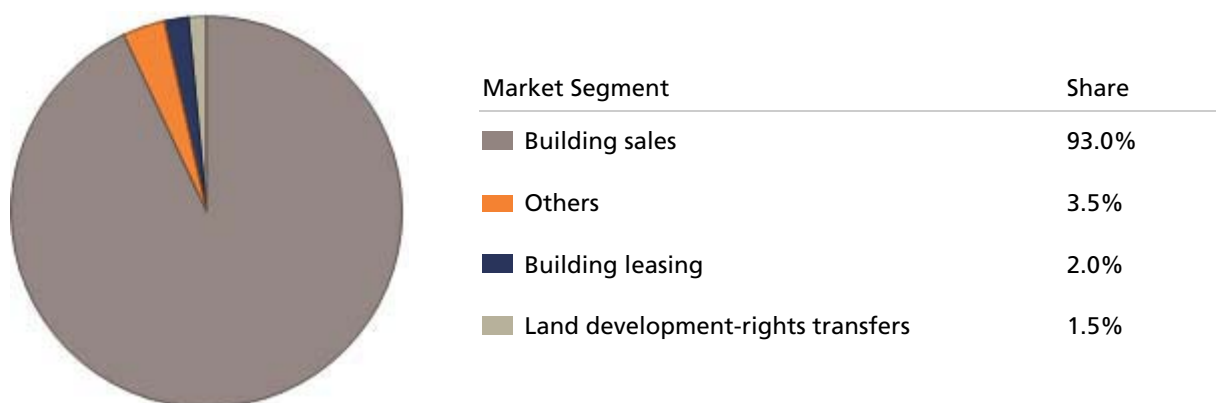 Market Segment Share
Building sales 93.0%
Others 3.5%
Building leasing 2.0%
Land development-rights transfers 1.5%